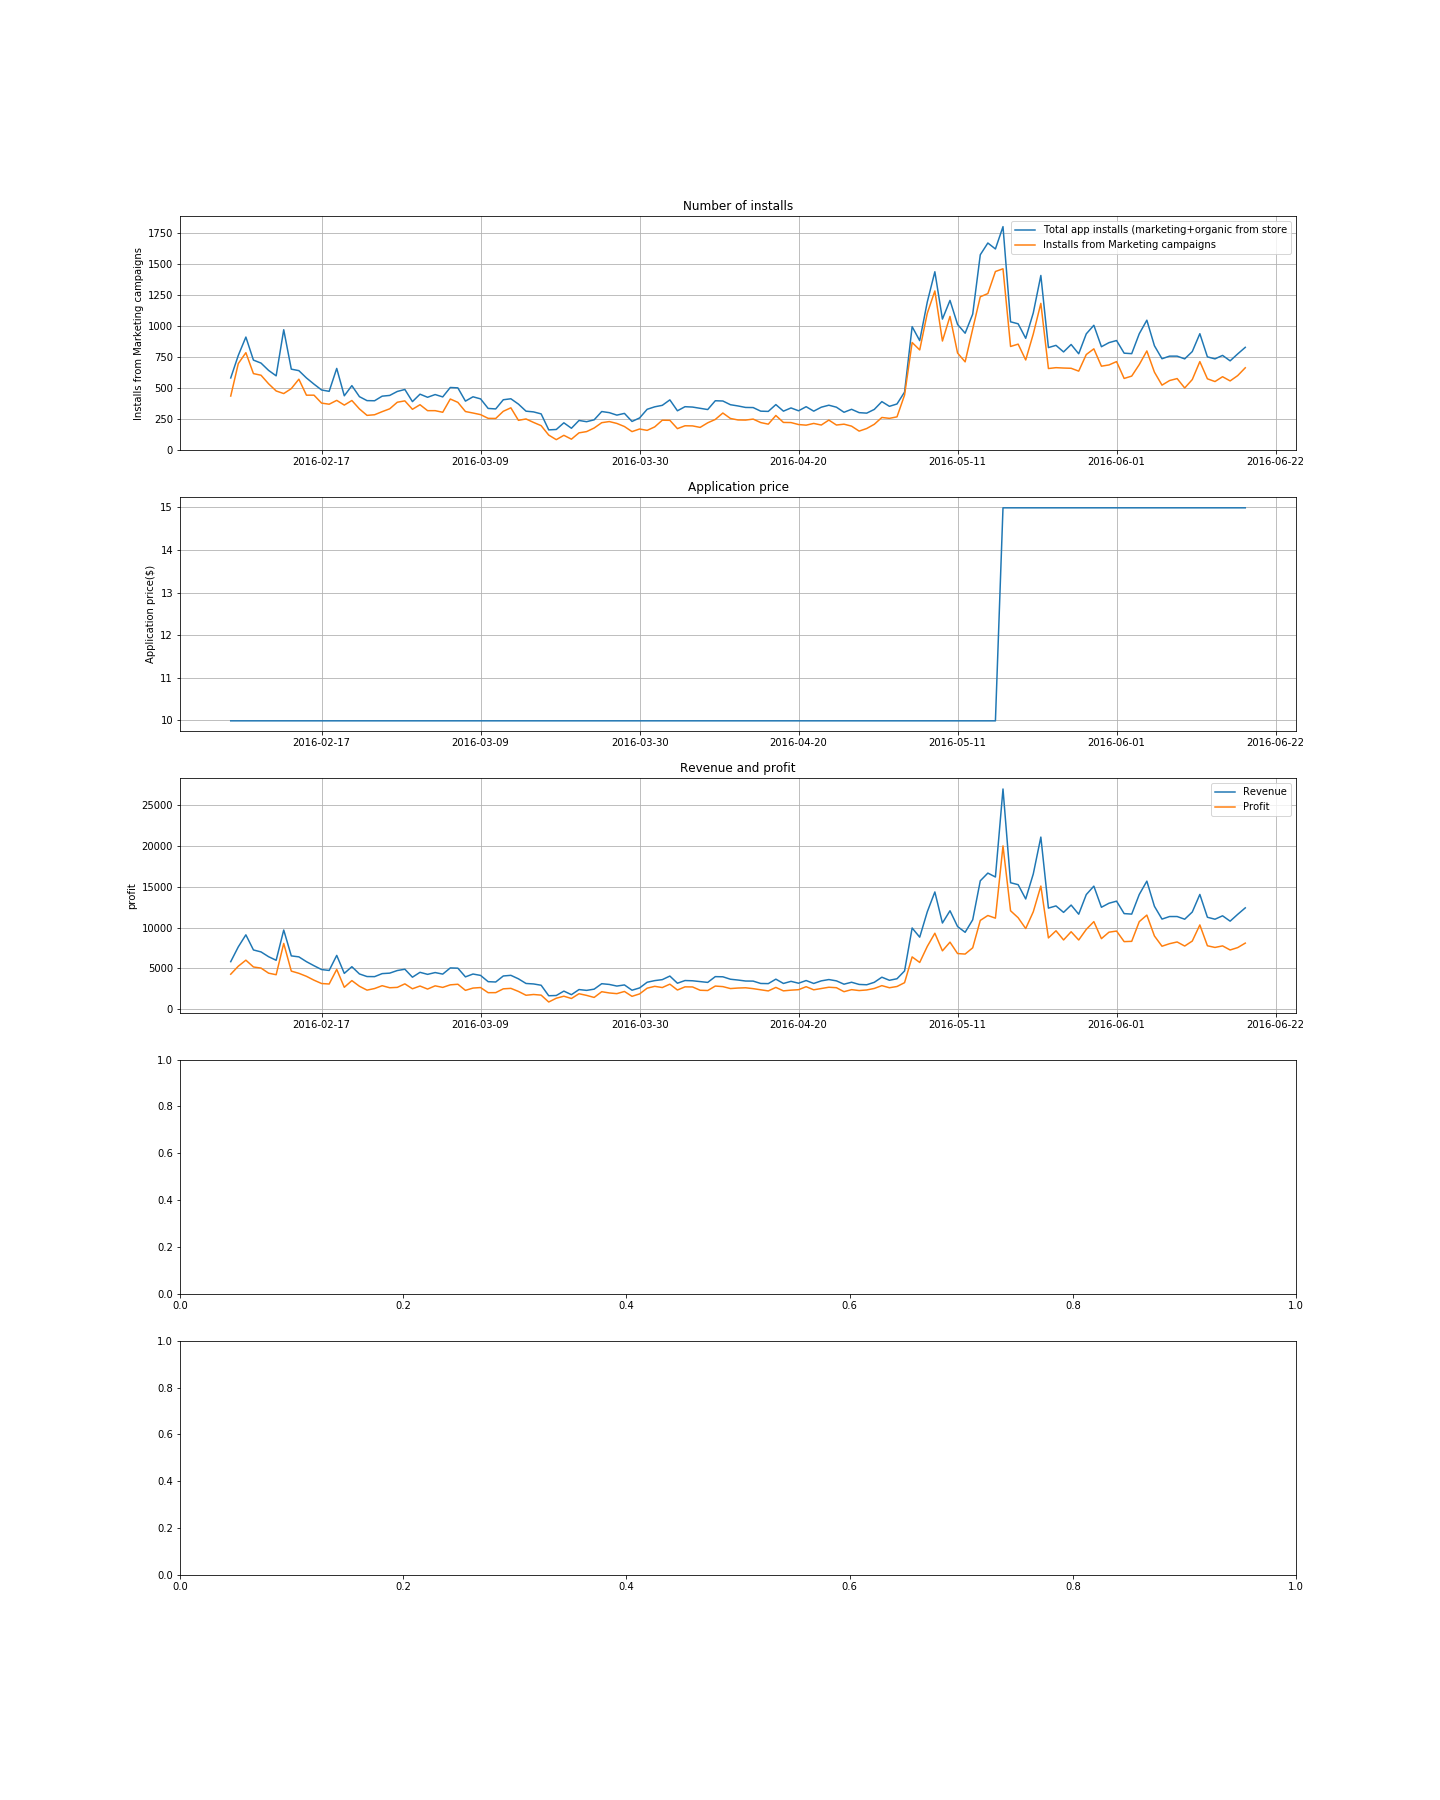 Number of installs
Installs from Marketing campaigns
1750
1500
1250
1000
750
500
250
0
Total app installs (marketing+organic from store
Installs from Marketing campaigns
2016-02-17 2016-03-09 2016-03-30 2016-04-20 2016-05-11 2016-06-01 2016-06-22
Application price
Application price($)
15
14
13
12
11
10
2016-02-17 2016-03-09 2016-03-30 2016-04-20 2016-05-11 2016-06-01 2016-06-22
Revenue and profit
profit
25000
20000
15000
10000
5000
0
Revenue
Profit
2016-02-17 2016-03-09 2016-03-30 2016-04-20 2016-05-11 2016-06-01 2016-06-22
1.0
0.8
0.6
0.4
0.2
0.0
0.0 0.2 0.4 0.6 0.8 1.0
1.0
0.8
0.6
0.4
0.2
0.0
0.0 0.2 0.4 0.6 0.8 1.0